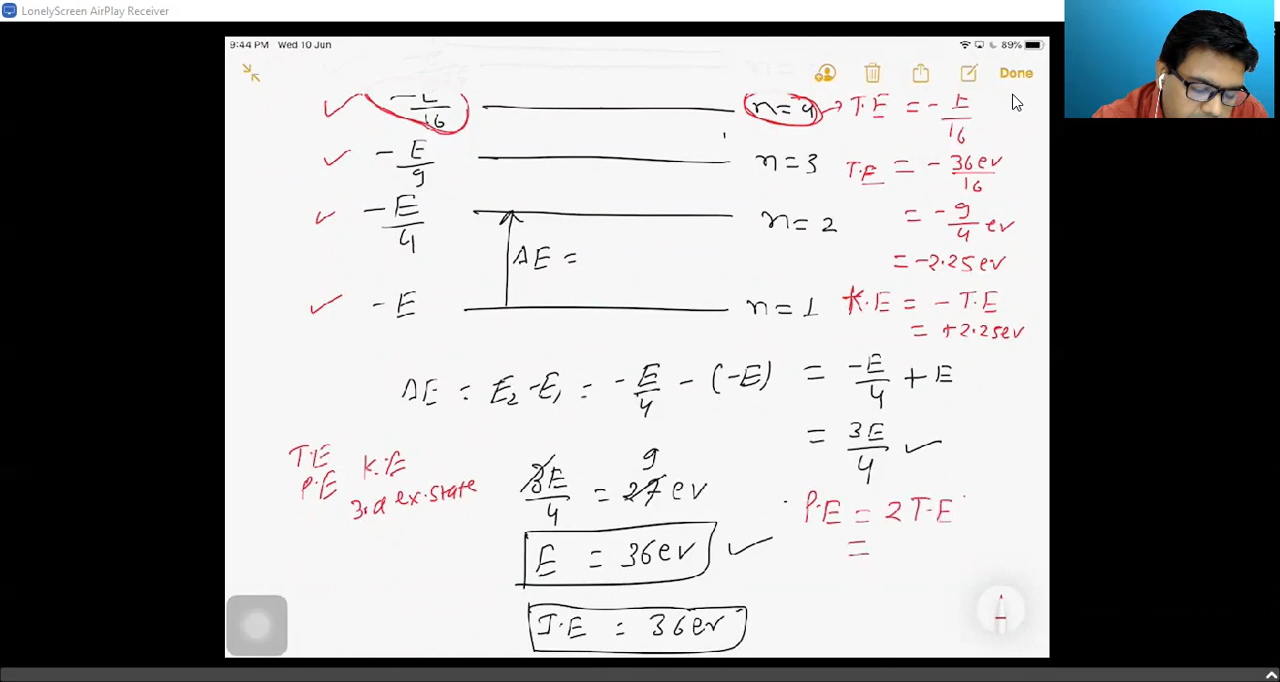 LonelyScreen AirPlay Receiver
9:44 PM Wed 10 Jun
89%
Done
-E/16 n=4 → T.E = -E/16
-E/9 n=3 T.E = -36ev/16
-E/4 n=2 = -9/4 ev
ΔE = = -2.25ev
-E n=1 K.E = -T.E
= +2.25ev
ΔE = E2-E1 = -E/4 - (-E) = -E/4 + E
= 3E/4
T.E
P.E K.E
3rd ex.state
3E/4 = 27 ev
9
P.E = 2T.E
=
E = 36ev
I.E = 36ev